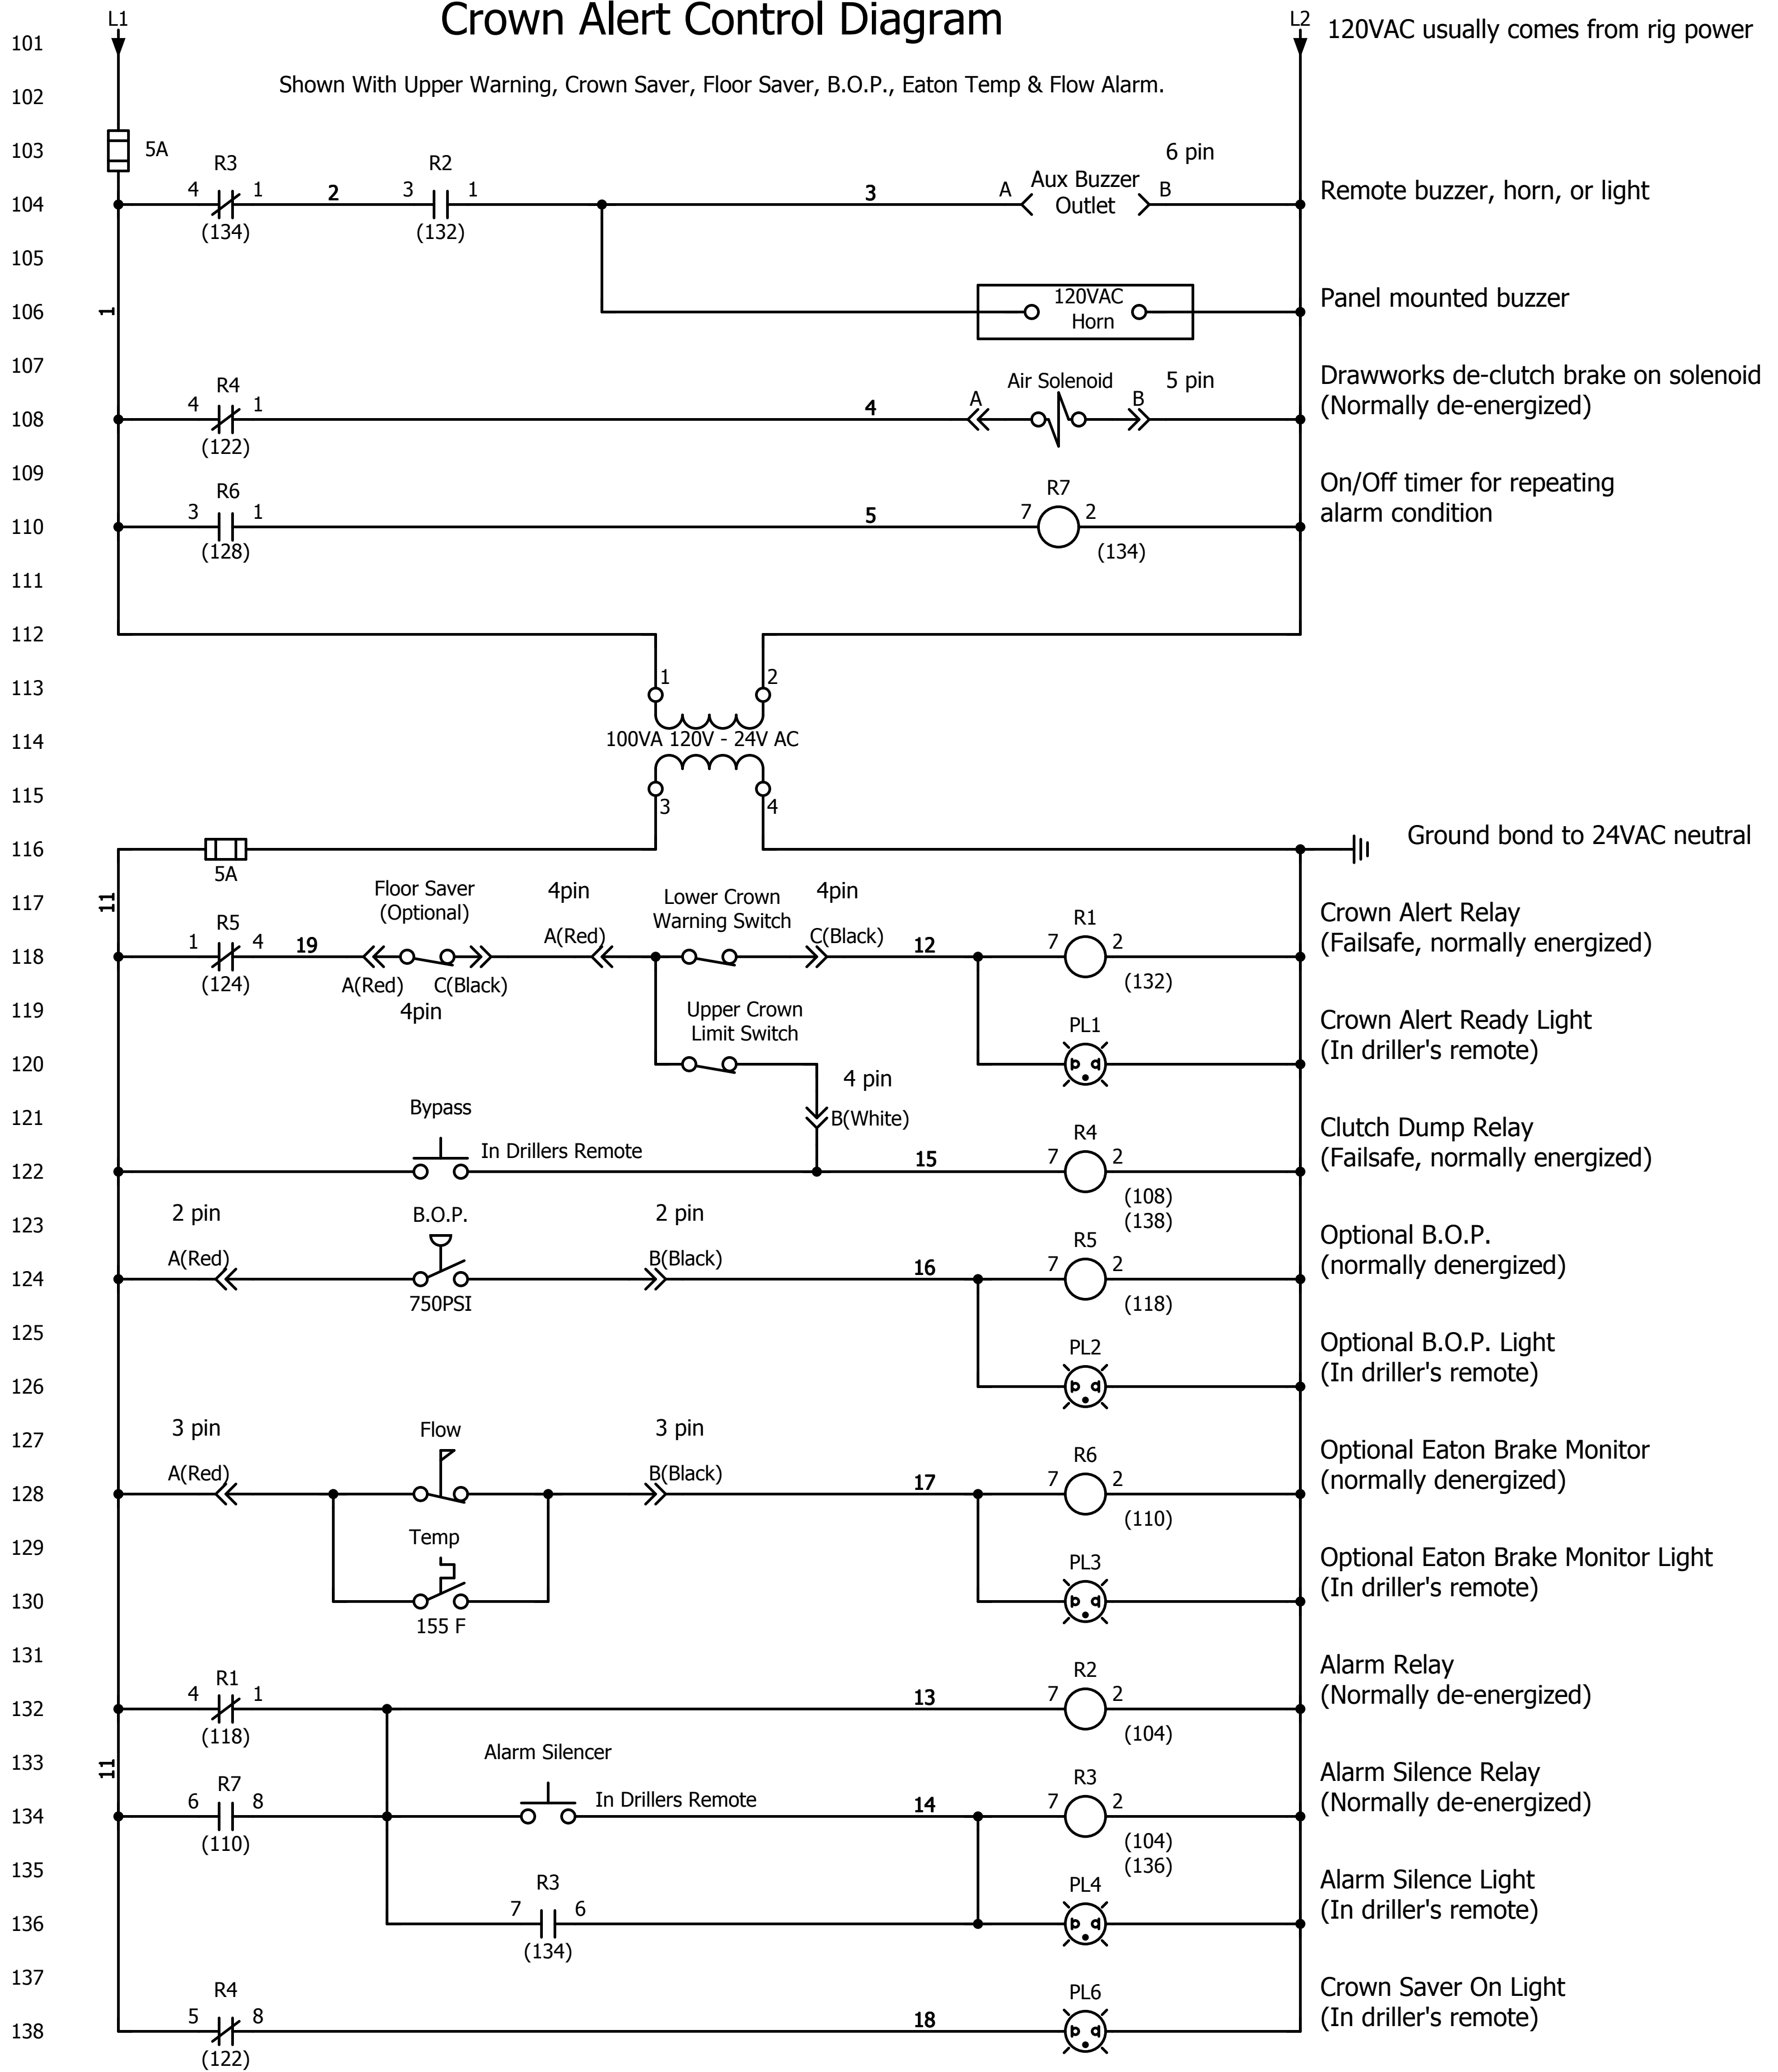 Crown Alert Control Diagram
L1
L2
120VAC usually comes from rig power
101
Shown With Upper Warning, Crown Saver, Floor Saver, B.O.P., Eaton Temp & Flow Alarm.
102
103
5A
R3
R2
6 pin
4
1
2
3
1
3
A
Aux Buzzer
Outlet
B
Remote buzzer, horn, or light
104
(134)
(132)
105
106
1
120VAC
Horn
Panel mounted buzzer
107
R4
Air Solenoid
5 pin
Drawworks de-clutch brake on solenoid
(Normally de-energized)
4
1
4
A
B
108
(122)
109
R6
R7
On/Off timer for repeating
alarm condition
3
1
5
7
2
110
(128)
(134)
111
112
113
1
2
114
100VA 120V - 24V AC
115
3
4
116
5A
Ground bond to 24VAC neutral
117
11
Floor Saver
(Optional)
4pin
Lower Crown
Warning Switch
4pin
R5
R1
Crown Alert Relay
(Failsafe, normally energized)
1
4
19
A(Red)
C(Black)
12
7
2
118
(124)
A(Red)
C(Black)
4pin
(132)
119
Upper Crown
Limit Switch
PL1
Crown Alert Ready Light
(In driller's remote)
120
4 pin
121
Bypass
B(White)
R4
Clutch Dump Relay
(Failsafe, normally energized)
In Drillers Remote
15
7
2
122
(108)
(138)
123
2 pin
B.O.P.
2 pin
R5
Optional B.O.P.
(normally denergized)
A(Red)
B(Black)
16
7
2
124
750PSI
(118)
125
PL2
Optional B.O.P. Light
(In driller's remote)
126
127
3 pin
Flow
3 pin
R6
Optional Eaton Brake Monitor
(normally denergized)
A(Red)
B(Black)
17
7
2
128
(110)
129
Temp
PL3
Optional Eaton Brake Monitor Light
(In driller's remote)
130
155 F
131
R1
R2
Alarm Relay
(Normally de-energized)
4
1
13
7
2
132
(118)
(104)
133
11
Alarm Silencer
R7
R3
Alarm Silence Relay
(Normally de-energized)
6
8
In Drillers Remote
14
7
2
134
(110)
(104)
(136)
135
R3
PL4
Alarm Silence Light
(In driller's remote)
7
6
136
(134)
137
R4
PL6
Crown Saver On Light
(In driller's remote)
5
8
18
138
(122)